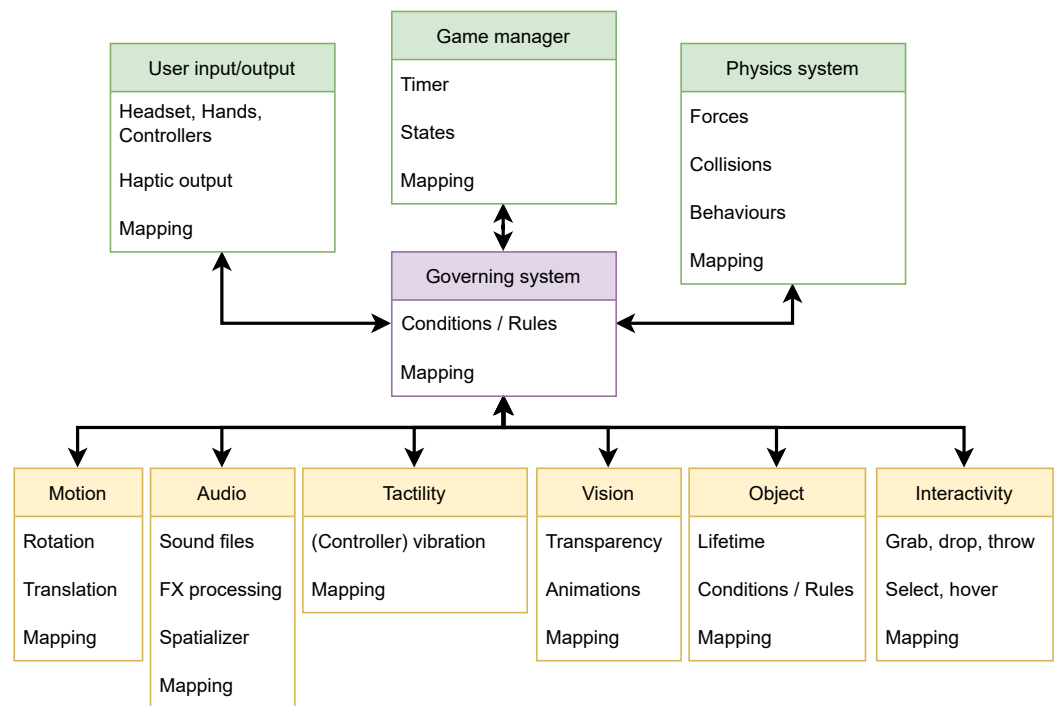 User input/output
Headset, Hands,
Controllers
Haptic output
Mapping
Game manager
Timer
States
Mapping
Physics system
Forces
Collisions
Behaviours
Mapping
Governing system
Conditions / Rules
Mapping
Motion
Rotation
Translation
Mapping
Audio
Sound files
FX processing
Spatializer
Mapping
Tactility
(Controller) vibration
Mapping
Vision
Transparency
Animations
Mapping
Object
Lifetime
Conditions / Rules
Mapping
Interactivity
Grab, drop, throw
Select, hover
Mapping